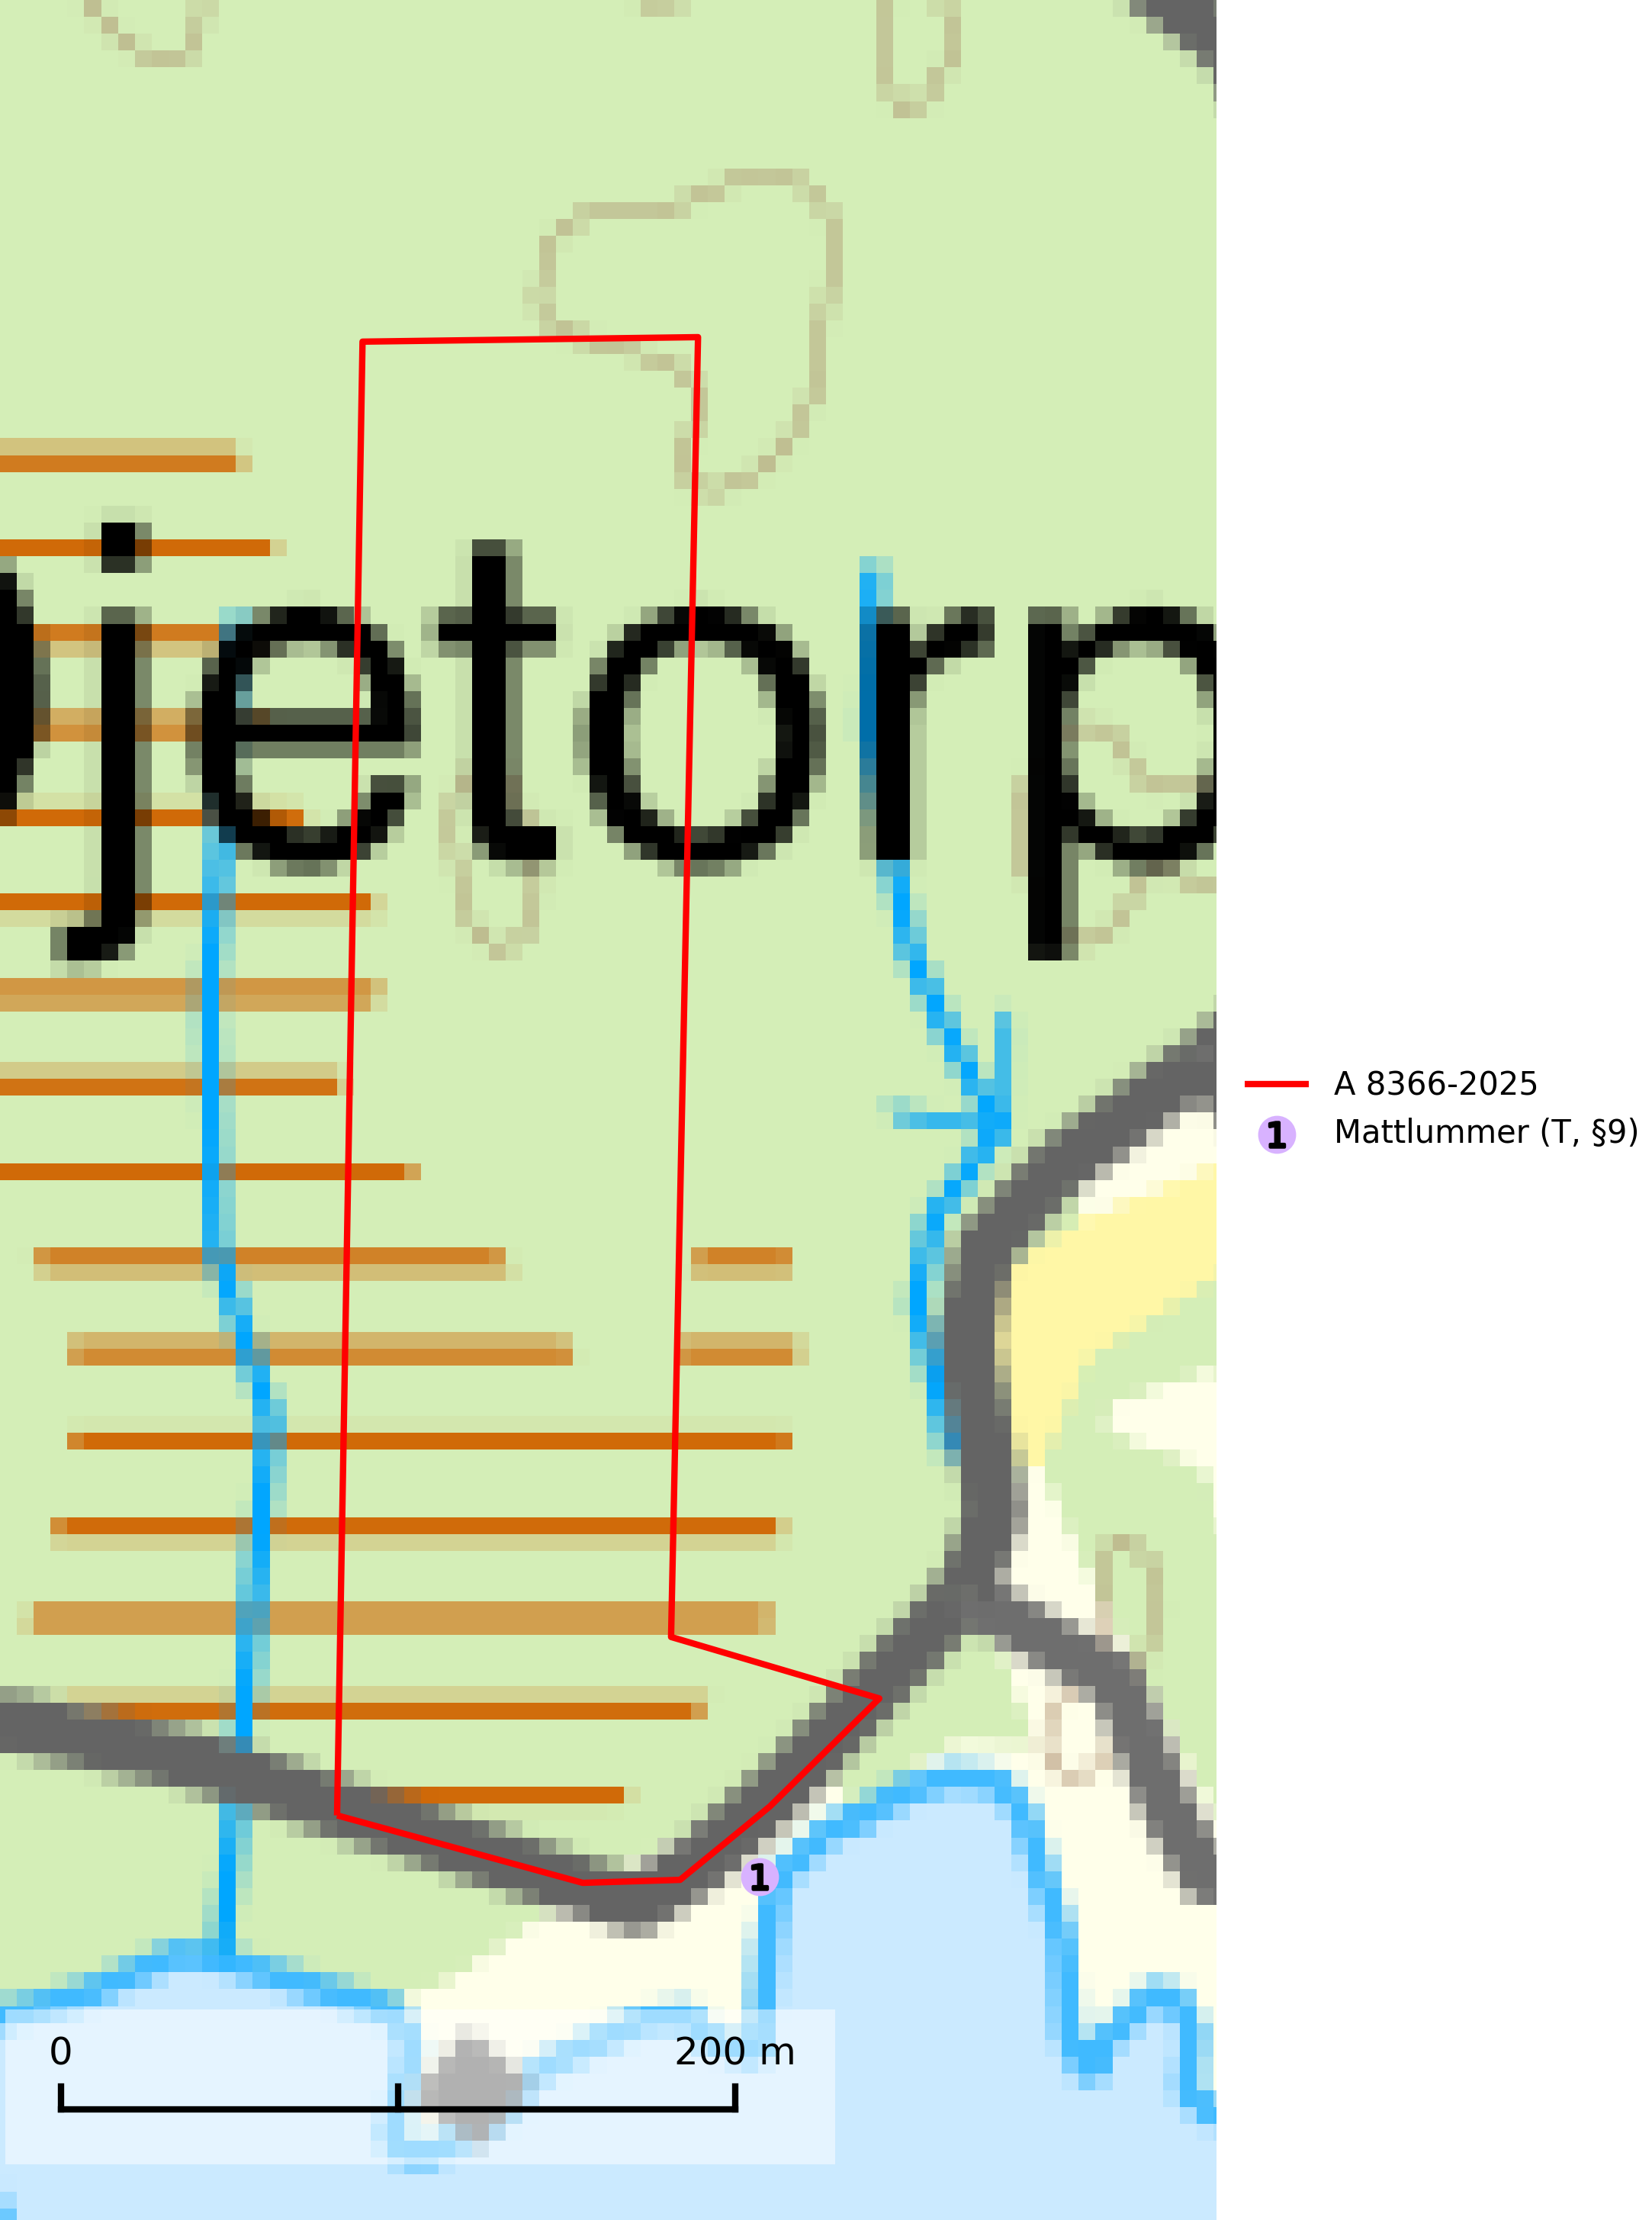 jetorp
A 8366-2025
1 Mattlummer (T, §9)
1
0 200 m